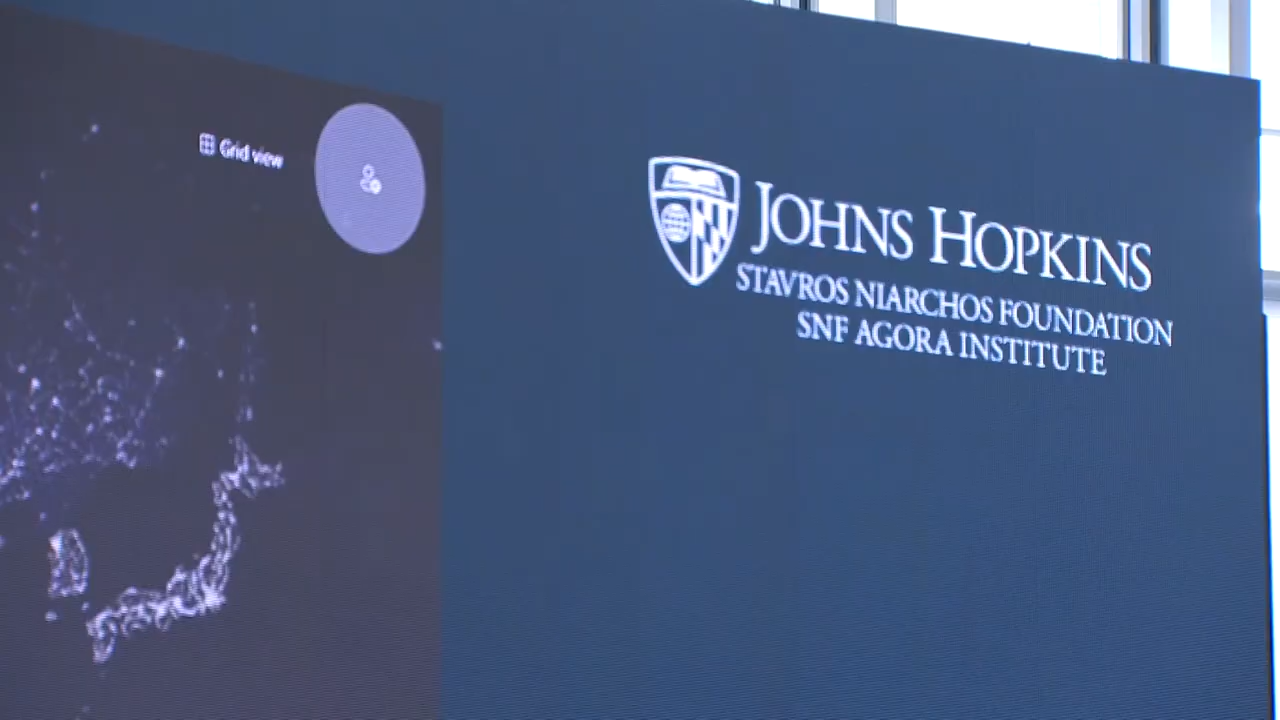 Grid view
JOHNS HOPKINS
STAVROS NIARCHOS FOUNDATION
SNF AGORA INSTITUTE